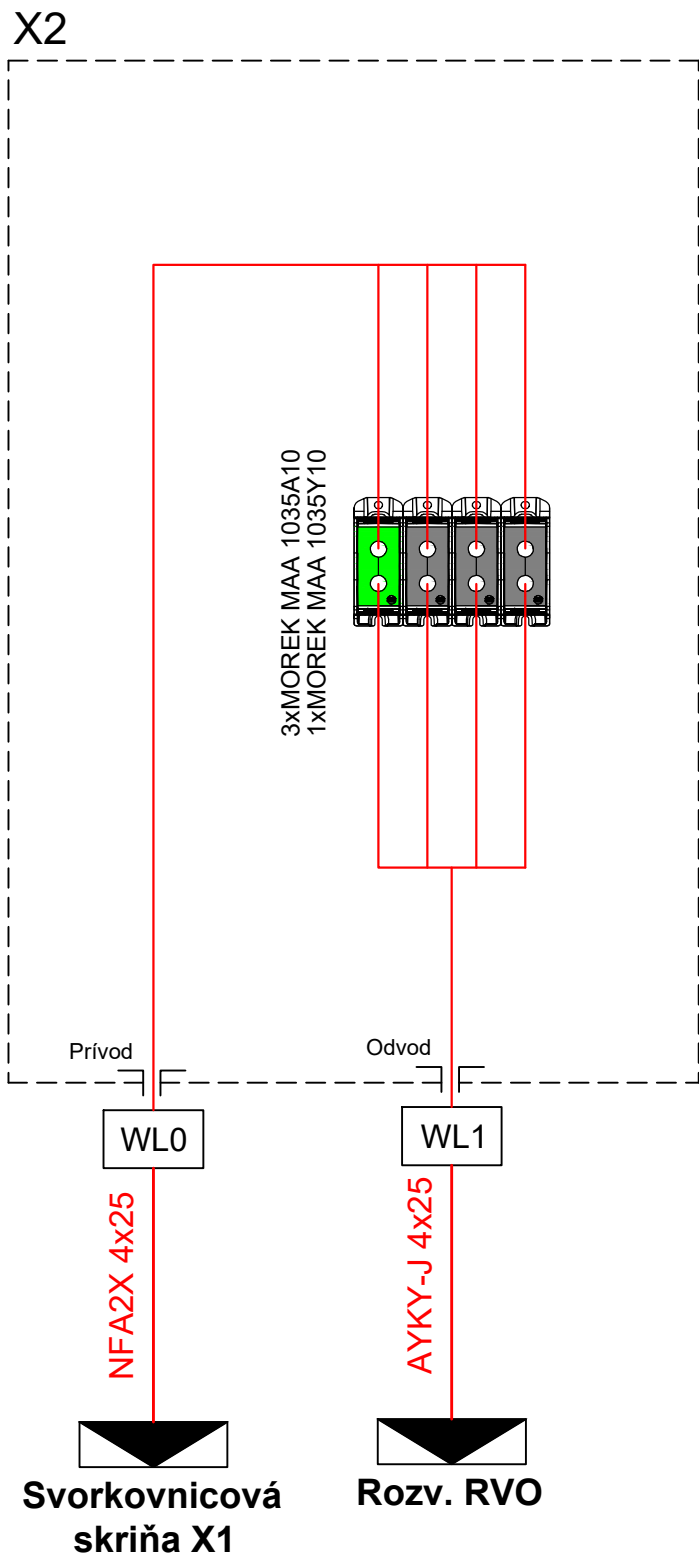 X2
3xMOREK MAA 1035A10
1xMOREK MAA 1035Y10
Prívod
Odvod
WL0
WL1
NFA2X 4x25
AYKY-J 4x25
Svorkovnicová
skriňa X1
Rozv. RVO